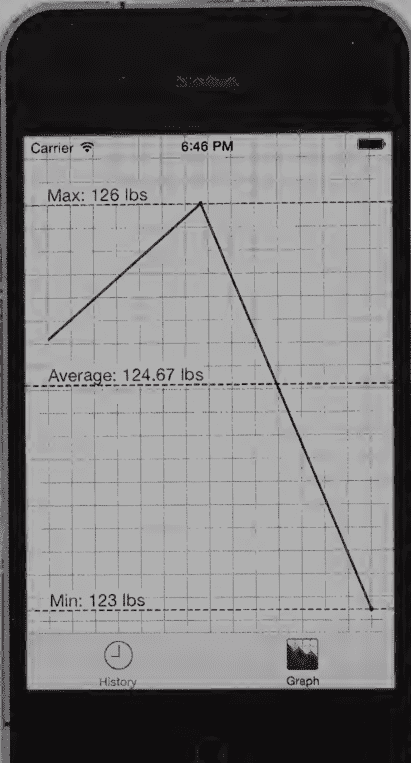 Carrier 6:46 PM
Max: 126 lbs
Average: 124.67 lbs
Min: 123 lbs
History Graph